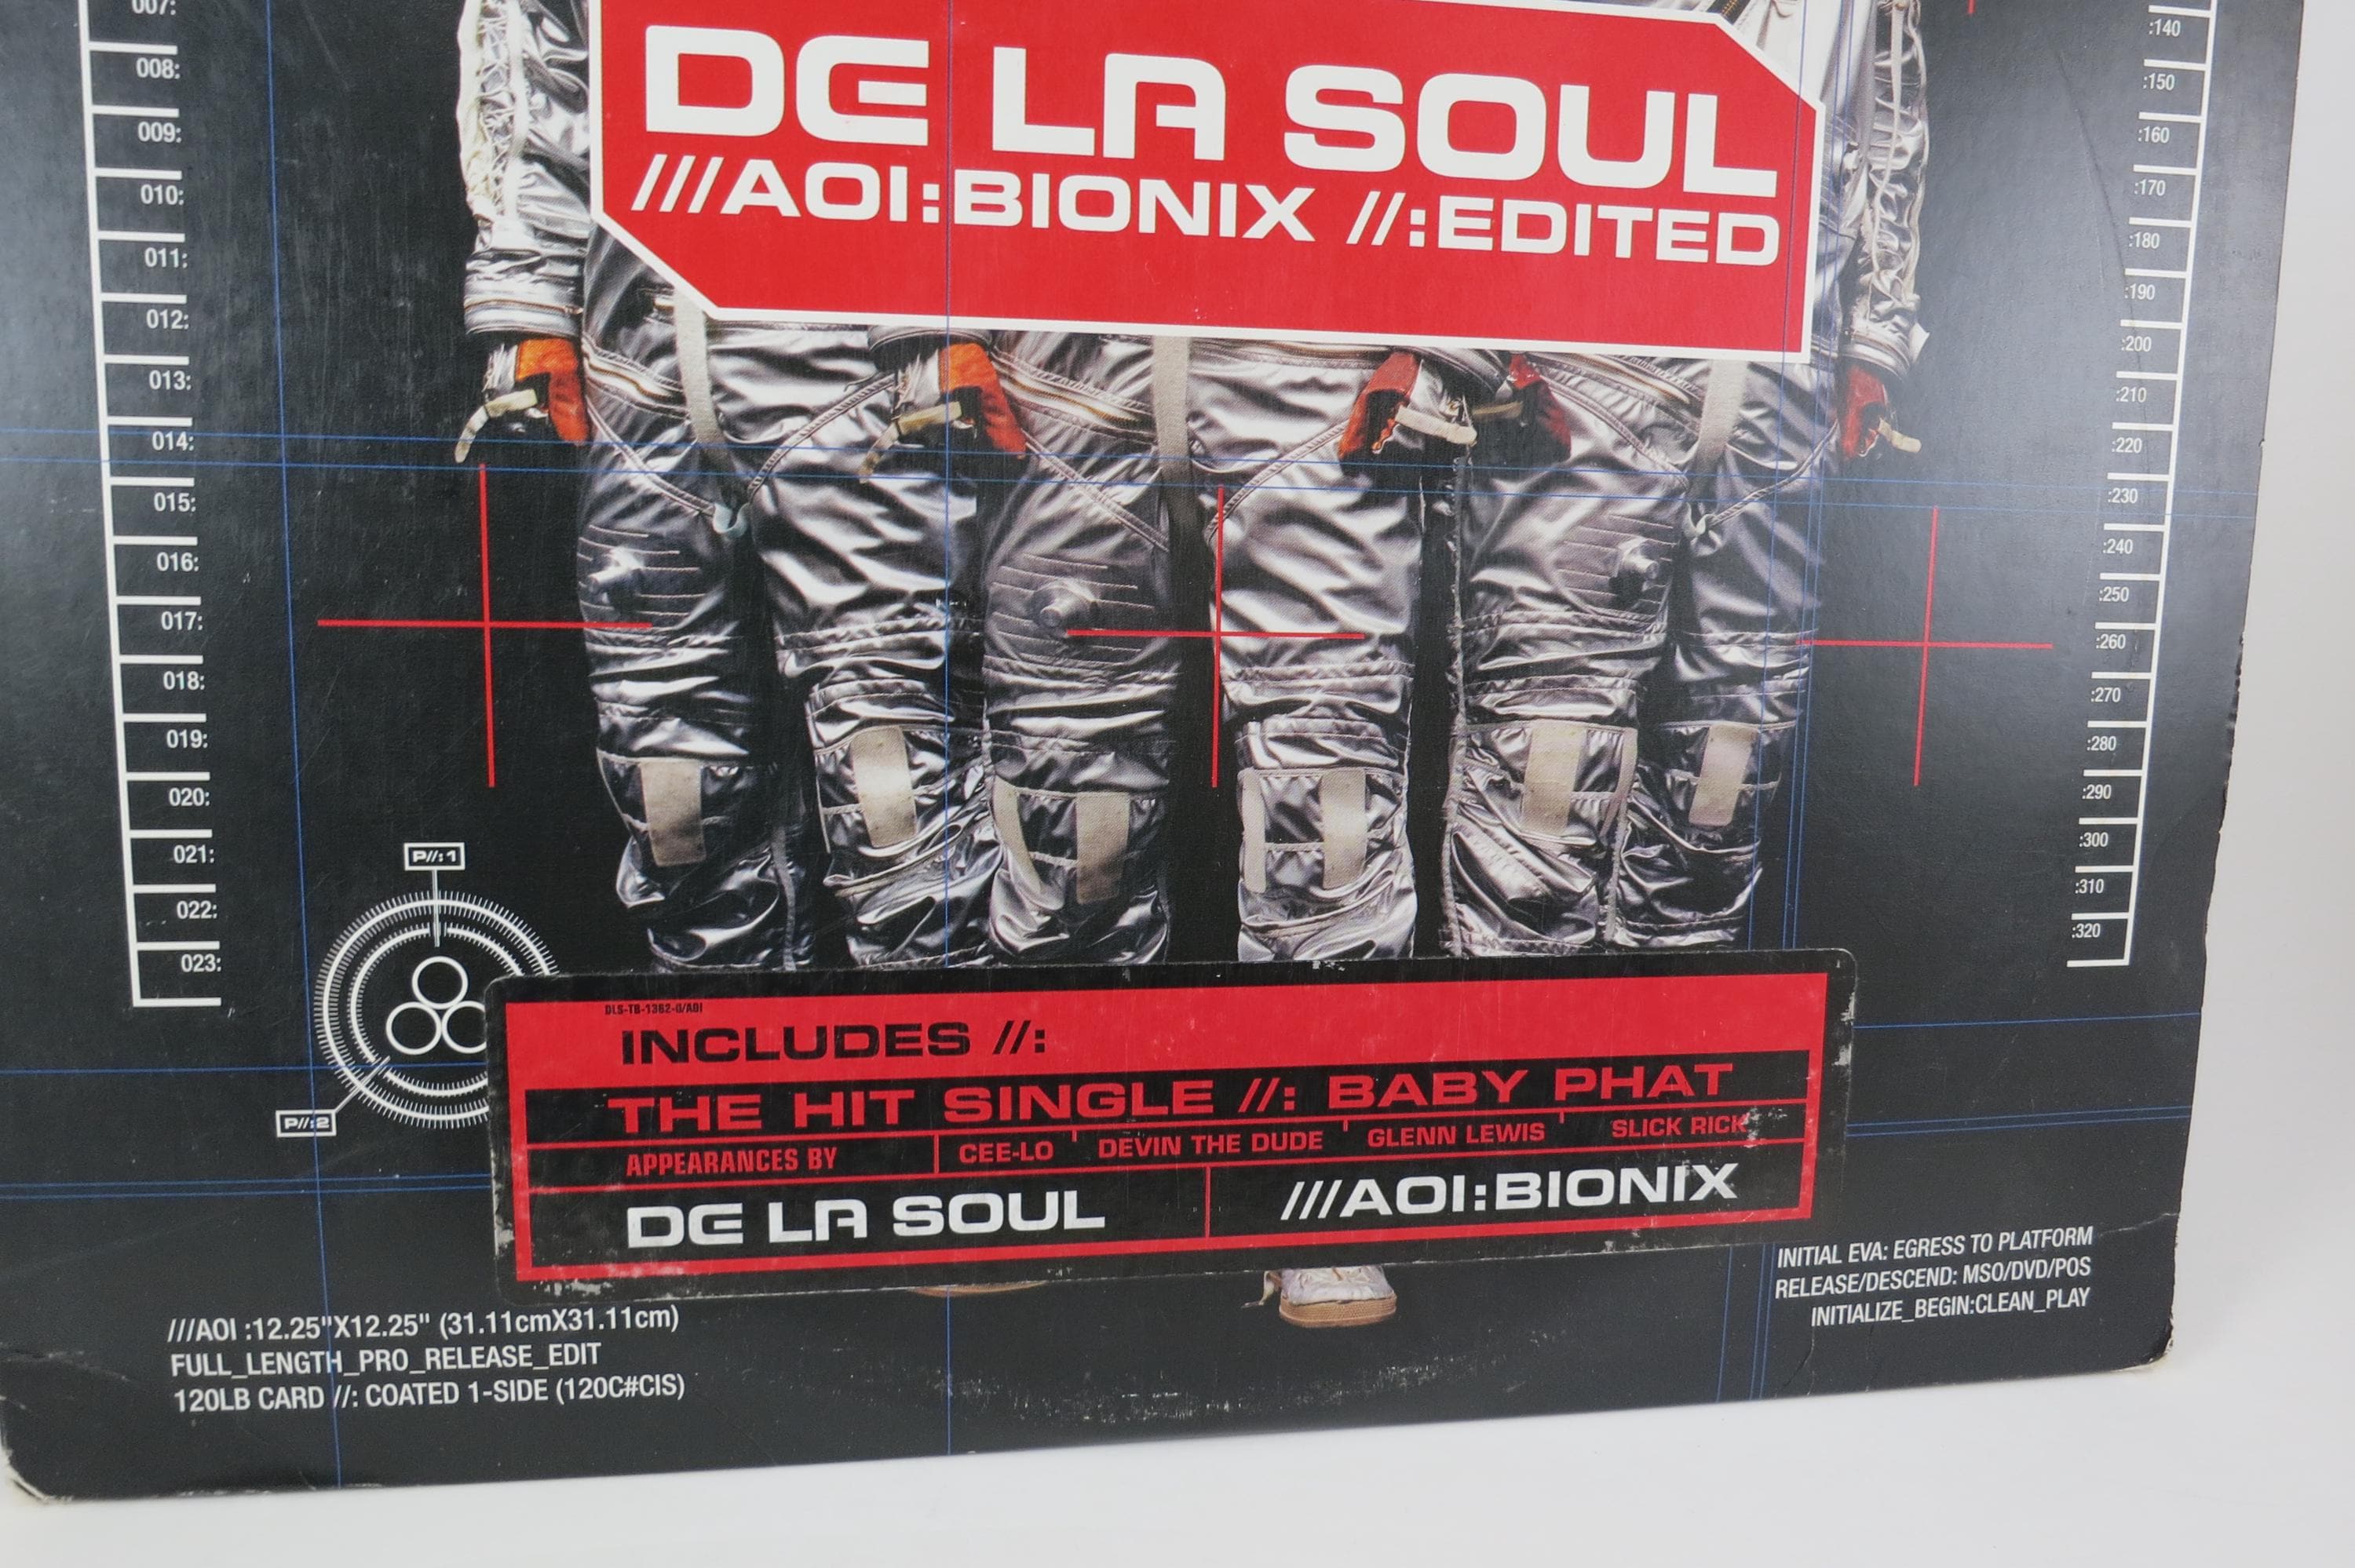 DE LA SOUL
///AOI:BIONIX //:EDITED
007:
008:
009:
010:
011:
012:
013:
014:
015:
016:
017:
018:
019:
020:
021:
022:
023:
:140
:150
:160
:170
:180
:190
:200
:210
:220
:230
:240
:250
:260
:270
:280
:290
:300
:310
:320
P//:1
P//:2
DLS-TB-1362-G/AOI
INCLUDES //:
THE HIT SINGLE //: BABY PHAT
APPEARANCES BY CEE-LO DEVIN THE DUDE GLENN LEWIS SLICK RICK
DE LA SOUL ///AOI:BIONIX
///AOI :12.25"X12.25" (31.11cmX31.11cm)
FULL_LENGTH_PRO_RELEASE_EDIT
120LB CARD //: COATED 1-SIDE (120C#CIS)
INITIAL EVA: EGRESS TO PLATFORM
RELEASE/DESCEND: MSO/DVD/POS
INITIALIZE_BEGIN:CLEAN_PLAY